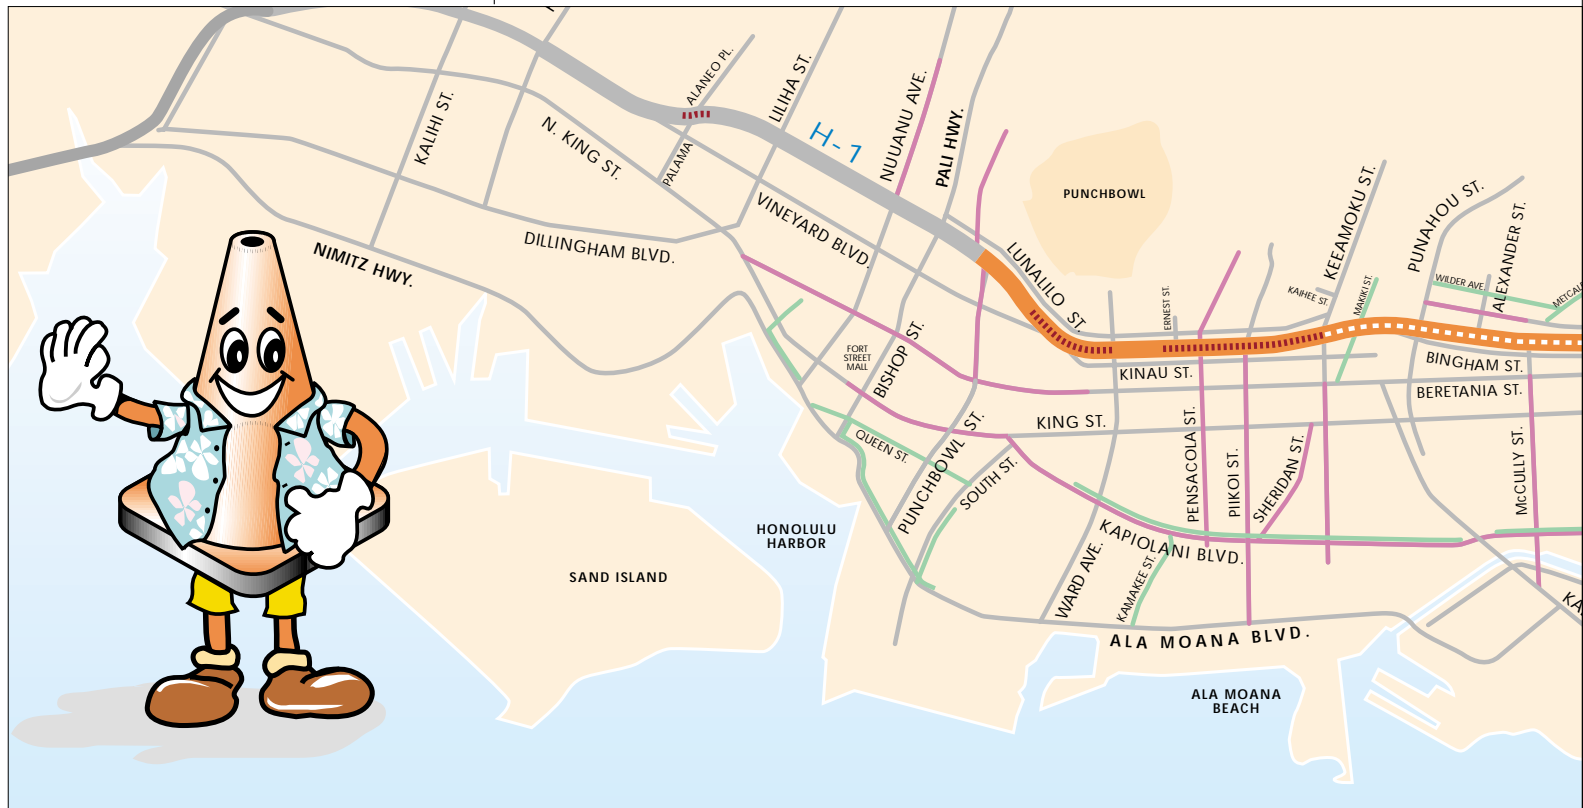 ALANEO PL.
LILIHA ST.
KALIHI ST.
N. KING ST.
PALAMA
H-1
NUUANU AVE.
PALI HWY.
PUNCHBOWL
VINEYARD BLVD.
DILLINGHAM BLVD.
NIMITZ HWY.
LUNALILO ST.
KEEAMOKU ST.
PUNAHOU ST.
ALEXANDER ST.
WILDER AVE.
METCAL
KAIHEE ST.
MAKIKI ST.
ERNEST ST.
FORT
STREET
MALL
BISHOP ST.
KINAU ST.
BINGHAM ST.
BERETANIA ST.
KING ST.
QUEEN ST.
PUNCHBOWL ST.
SOUTH ST.
PENSACOLA ST.
PIIKOI ST.
SHERIDAN ST.
McCULLY ST.
HONOLULU
HARBOR
SAND ISLAND
KAPIOLANI BLVD.
WARD AVE.
KAMAKEE ST.
KA
ALA MOANA BLVD.
ALA MOANA
BEACH